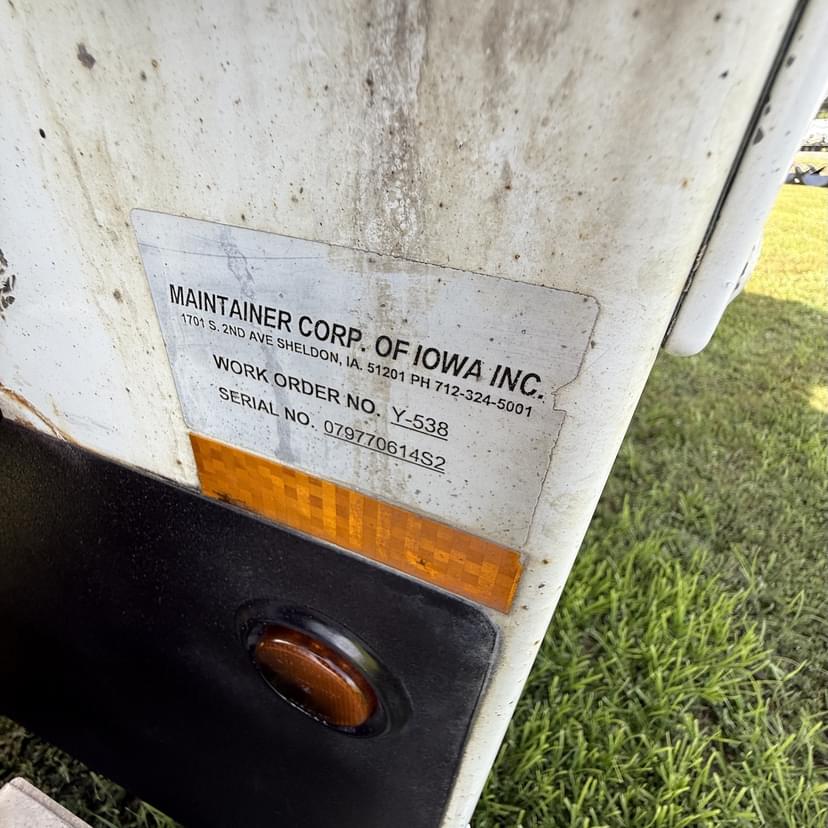 MAINTAINER CORP. OF IOWA INC.
1701 S. 2ND AVE SHELDON, IA. 51201 PH 712-324-5001
WORK ORDER NO. Y-538
SERIAL NO. 079770614S2